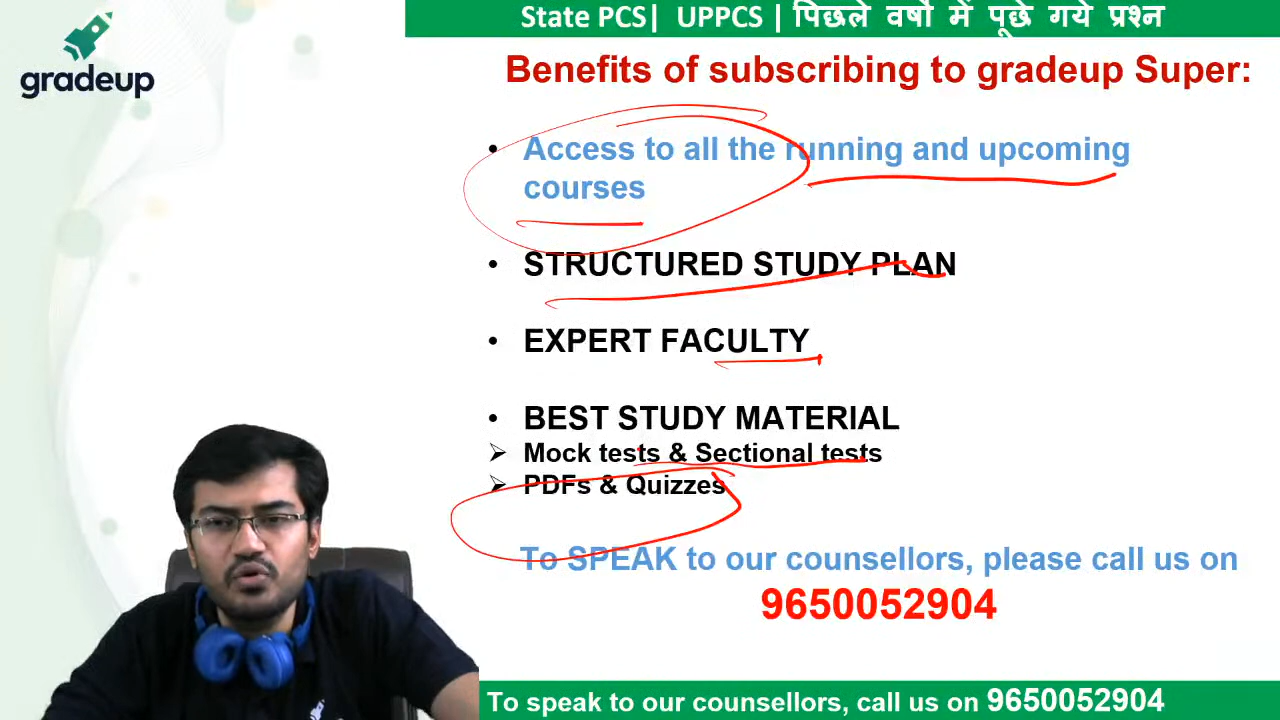 State PCS| UPPCS | पिछले वर्षों में पूछे गये प्रश्न
gradeup
Benefits of subscribing to gradeup Super:
• Access to all the running and upcoming
courses
• STRUCTURED STUDY PLAN
• EXPERT FACULTY
• BEST STUDY MATERIAL
➢ Mock tests & Sectional tests
➢ PDFs & Quizzes
To SPEAK to our counsellors, please call us on
9650052904
To speak to our counsellors, call us on 9650052904